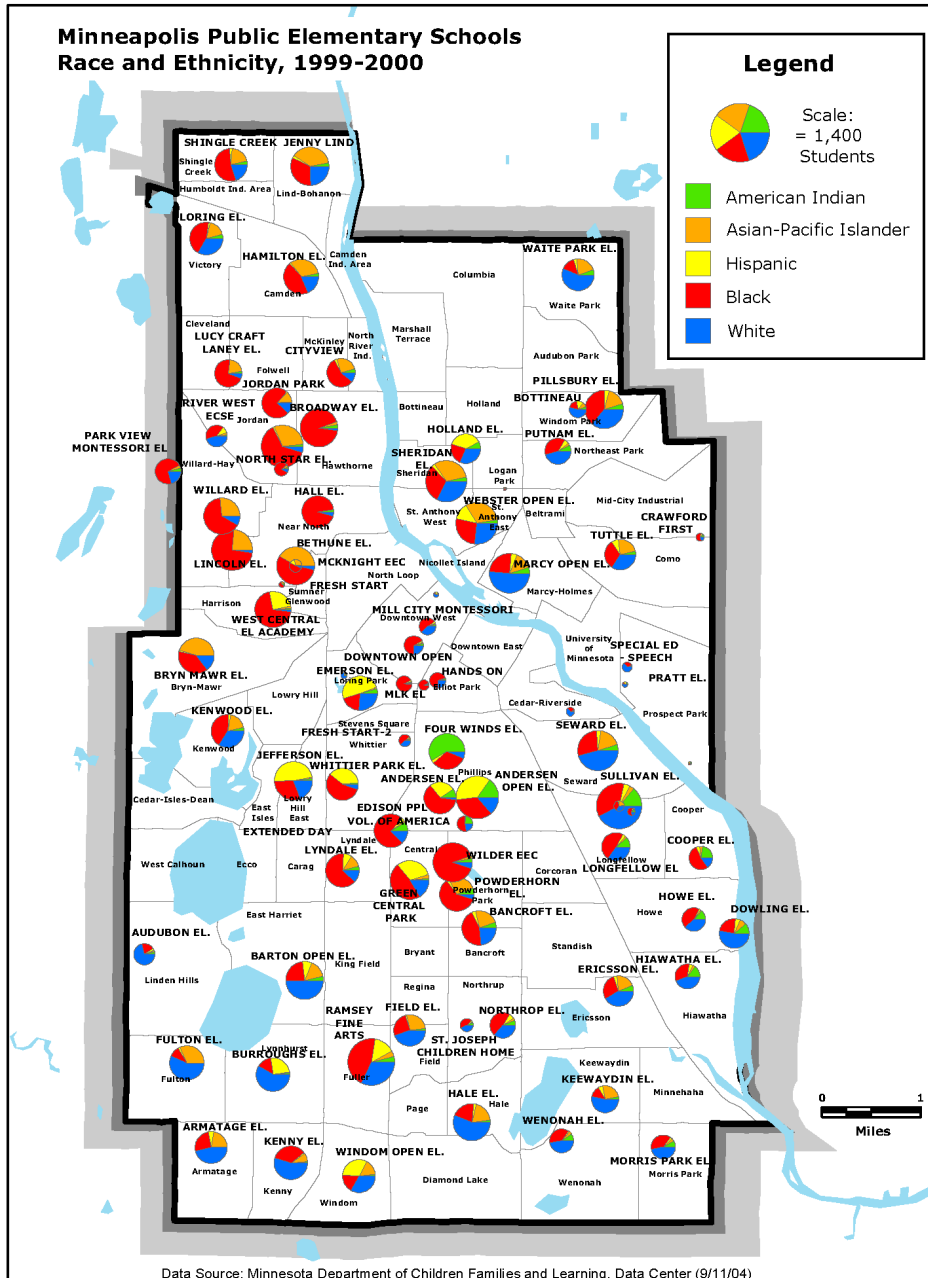 Minneapolis Public Elementary Schools
Race and Ethnicity, 1999-2000
Legend
Scale:
= 1,400
Students
American Indian
Asian-Pacific Islander
Hispanic
Black
White
SHINGLE CREEK
JENNY LIND
Shingle
Creek
Humboldt Ind. Area
Lind-Bohanon
LORING EL.
Victory
HAMILTON EL.
Camden
Camden
Ind. Area
Columbia
WAITE PARK EL.
Waite Park
Cleveland
LUCY CRAFT
LANEY EL.
Folwell
McKinley
CITYVIEW
North
River
Ind.
Marshall
Terrace
Audubon Park
JORDAN PARK
RIVER WEST
ECSE
Jordan
BROADWAY EL.
Bottineau
Holland
PILLSBURY EL.
BOTTINEAU
Windom Park
PARK VIEW
MONTESSORI EL
Willard-Hay
NORTH STAR EL.
Hawthorne
HOLLAND EL.
PUTNAM EL.
Northeast Park
SHERIDAN
EL.
Sheridan
Logan
Park
WILLARD EL.
HALL EL.
Near North
WEBSTER OPEN EL.
St. Anthony
West
St.
Anthony
East
Beltrami
Mid-City Industrial
CRAWFORD
FIRST
TUTTLE EL.
Como
LINCOLN EL.
BETHUNE EL.
MCKNIGHT EEC
North Loop
Nicollet Island
MARCY OPEN EL.
Marcy-Holmes
FRESH START
Sumner
Glenwood
Harrison
WEST CENTRAL
EL ACADEMY
MILL CITY MONTESSORI
Downtown West
DOWNTOWN OPEN
Downtown East
University
of
Minnesota
SPECIAL ED
- SPEECH
PRATT EL.
BRYN MAWR EL.
Bryn-Mawr
Lowry Hill
EMERSON EL.
Loring Park
MLK EL
HANDS ON
Elliot Park
Cedar-Riverside
Prospect Park
KENWOOD EL.
Kenwood
Stevens Square
FRESH START-2
Whittier
FOUR WINDS EL.
SEWARD EL.
JEFFERSON EL.
WHITTIER PARK EL.
Phillips
ANDERSEN EL.
ANDERSEN
OPEN EL.
Seward
SULLIVAN EL.
Cooper
Cedar-Isles-Dean
East
Isles
Lowry
Hill
East
EDISON PPL
VOL. OF AMERICA
EXTENDED DAY
Lyndale
Central
LYNDALE EL.
West Calhoun
Ecco
Carag
WILDER EEC
Corcoran
Longfellow
LONGFELLOW EL
COOPER EL.
POWDERHORN
EL.
Powderhorn
Park
GREEN
CENTRAL
PARK
East Harriet
BANCROFT EL.
Bancroft
Howe
HOWE EL.
DOWLING EL.
AUDUBON EL.
Linden Hills
BARTON OPEN EL.
King Field
Bryant
Standish
Regina
Northrup
ERICSSON EL.
Ericsson
HIAWATHA EL.
Hiawatha
RAMSEY
FINE
ARTS
Fuller
FIELD EL.
NORTHROP EL.
ST. JOSEPH
CHILDREN HOME
Field
FULTON EL.
Fulton
Lynnhurst
BURROUGHS EL.
Keewaydin
KEEWAYDIN EL.
Minnehaha
Page
HALE EL.
Hale
WENONAH EL.
ARMATAGE EL.
Armatage
KENNY EL.
Kenny
WINDOM OPEN EL.
Windom
Diamond Lake
Wenonah
MORRIS PARK EL
Morris Park
0 1
Miles
Data Source: Minnesota Department of Children Families and Learning, Data Center (9/11/04)